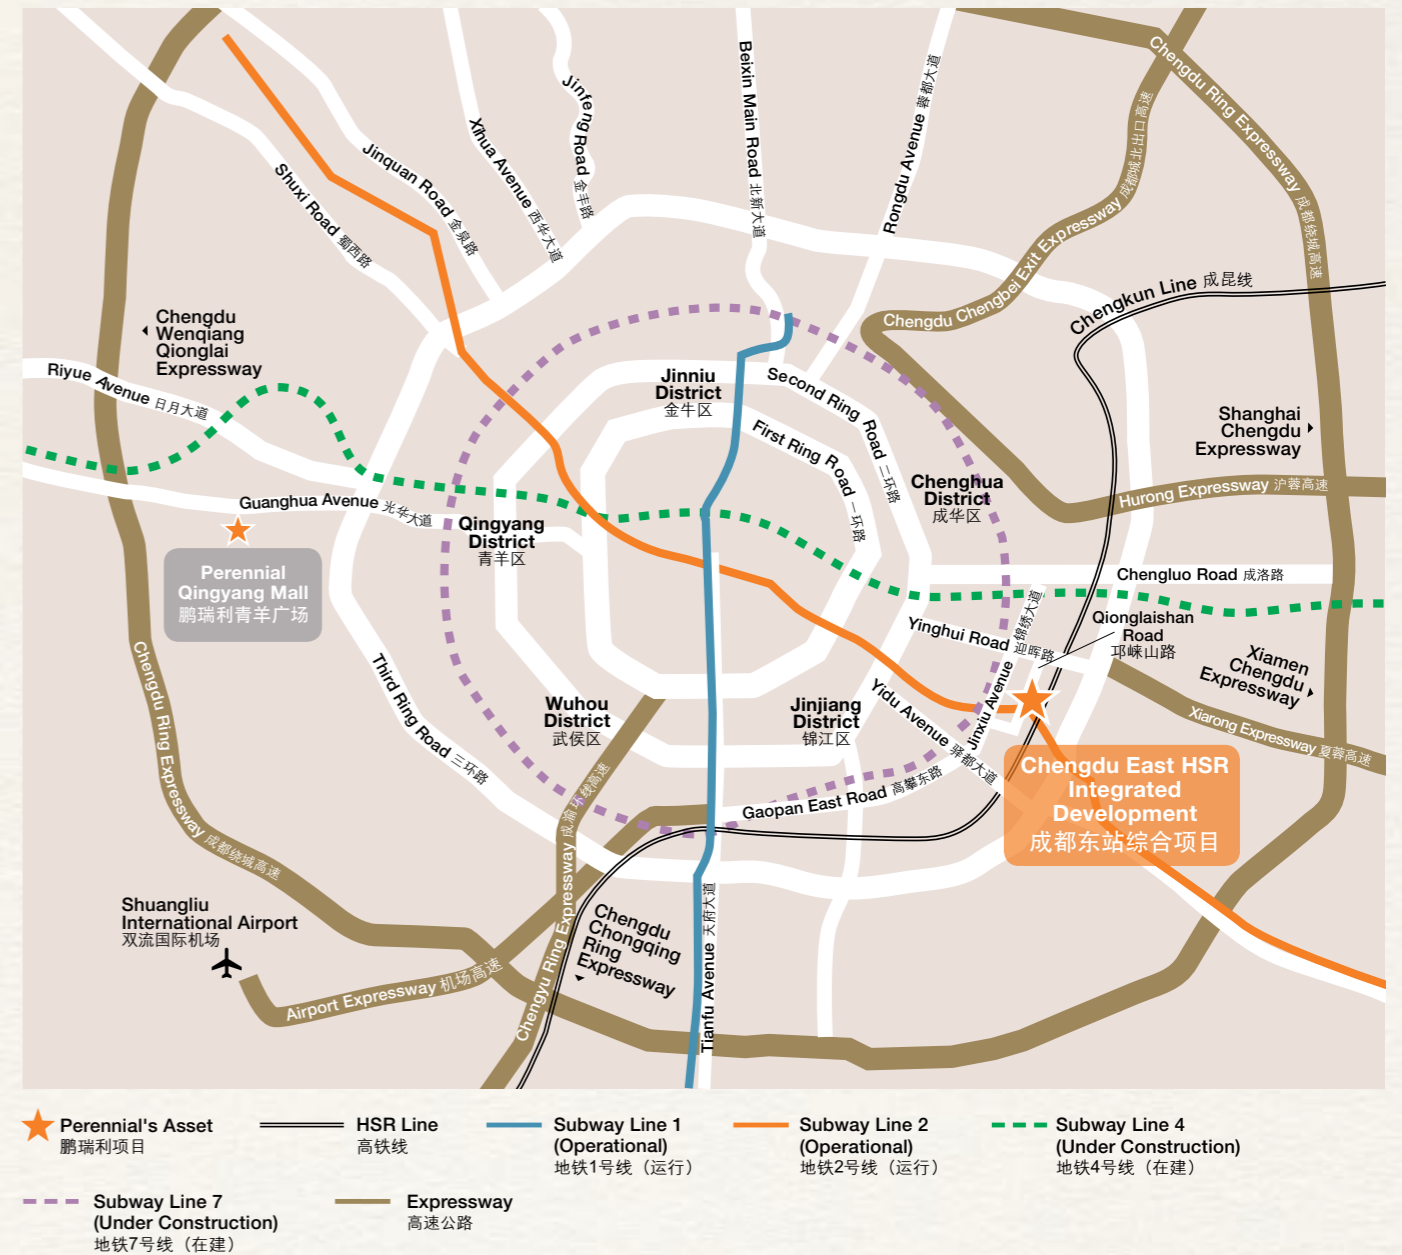 Beixin Main Road 北新大道
Rongdu Avenue 蓉都大道
Chengdu Ring Expressway 成都绕城高速
Jinfeng Road 金丰路
Xihua Avenue 西华大道
Jinquan Road 金泉路
Shuxi Road 蜀西路
Chengdu Chengbei Exit Expressway 成都城北出口高速
Chengkun Line 成昆线
Chengdu
Wenqiang
Qionglai
Expressway
Riyue Avenue 日月大道
Jinniu
District
金牛区
Second Ring Road 二环路
First Ring Road 一环路
Shanghai
Chengdu
Expressway
Hurong Expressway 沪蓉高速
Chenghua
District
成华区
Guanghua Avenue 光华大道
Qingyang
District
青羊区
Perennial
Qingyang Mall
鹏瑞利青羊广场
Chengluo Road 成洛路
Qionglaishan
Road
邛崃山路
Yinghui Road 迎晖路
Jinxiu Avenue 锦绣大道
Xiamen
Chengdu
Expressway
Xiarong Expressway 夏蓉高速
Yidu Avenue 驿都大道
Chengdu Ring Expressway 成都绕城高速
Third Ring Road 三环路
Wuhou
District
武侯区
Jinjiang
District
锦江区
Chengdu East HSR
Integrated
Development
成都东站综合项目
Gaopan East Road 高攀东路
Chengyu Ring Expressway 成渝环线高速
Shuangliu
International Airport
双流国际机场
Airport Expressway 机场高速
Chengdu
Chongqing
Ring
Expressway
Tianfu Avenue 天府大道
Perennial's Asset
鹏瑞利项目
HSR Line
高铁线
Subway Line 1
(Operational)
地铁1号线（运行）
Subway Line 2
(Operational)
地铁2号线（运行）
Subway Line 4
(Under Construction)
地铁4号线（在建）
Subway Line 7
(Under Construction)
地铁7号线（在建）
Expressway
高速公路